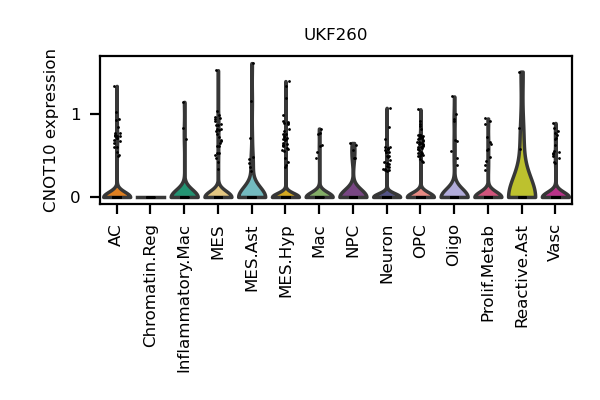 UKF260
CNOT10 expression
1
0
AC
Chromatin.Reg
Inflammatory.Mac
MES
MES.Ast
MES.Hyp
Mac
NPC
Neuron
OPC
Oligo
Prolif.Metab
Reactive.Ast
Vasc